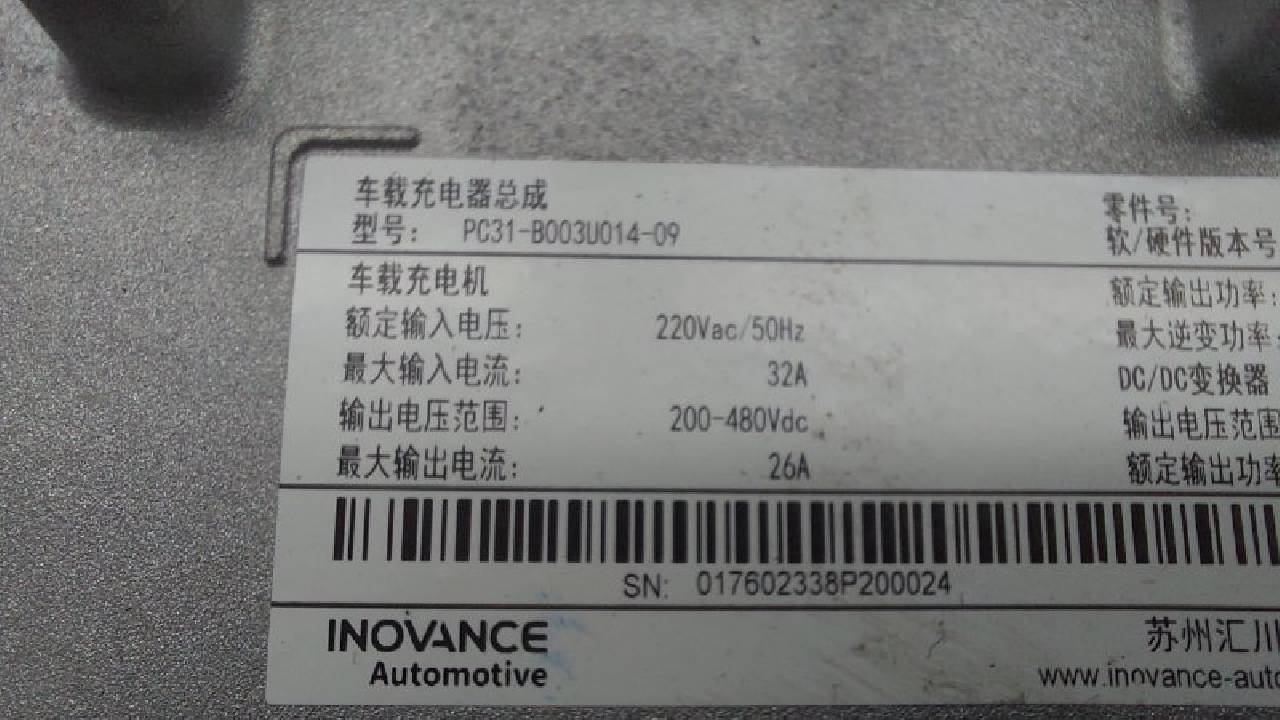 车载充电器总成
型号: PC31-B003U014-09
零件号:
软/硬件版本号
车载充电机
额定输入电压: 220Vac/50Hz
最大输入电流: 32A
输出电压范围: 200-480Vdc
最大输出电流: 26A
额定输出功率:
最大逆变功率:
DC/DC变换器
输出电压范围
额定输出功率
SN: 017602338P200024
INOVANCE
Automotive
苏州汇川
www.inovance-auto